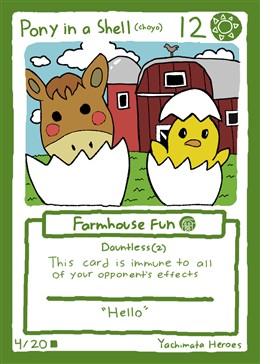 Pony in a Shell (choyo) 12
Farmhouse Fun
Dauntless(2)
This card is immune to all
of your opponent's effects
"Hello"
4/20 Yachimata Heroes